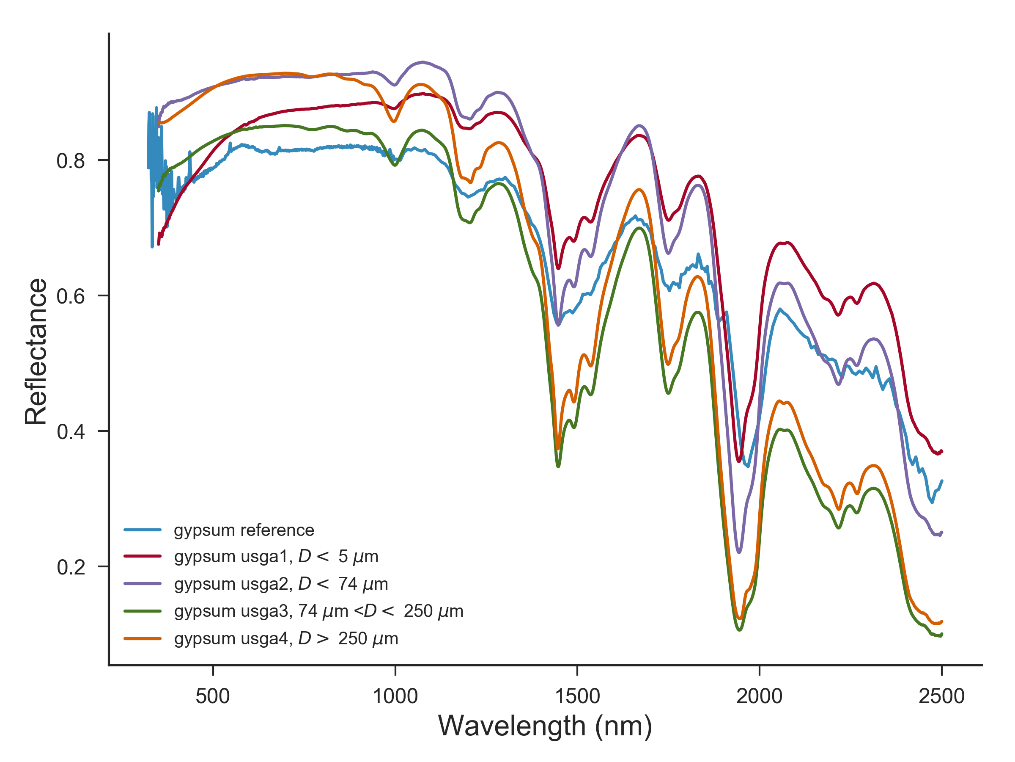 Reflectance
0.8
0.6
0.4
0.2
gypsum reference
gypsum usga1, D < 5 μm
gypsum usga2, D < 74 μm
gypsum usga3, 74 μm <D < 250 μm
gypsum usga4, D > 250 μm
500 1000 1500 2000 2500
Wavelength (nm)